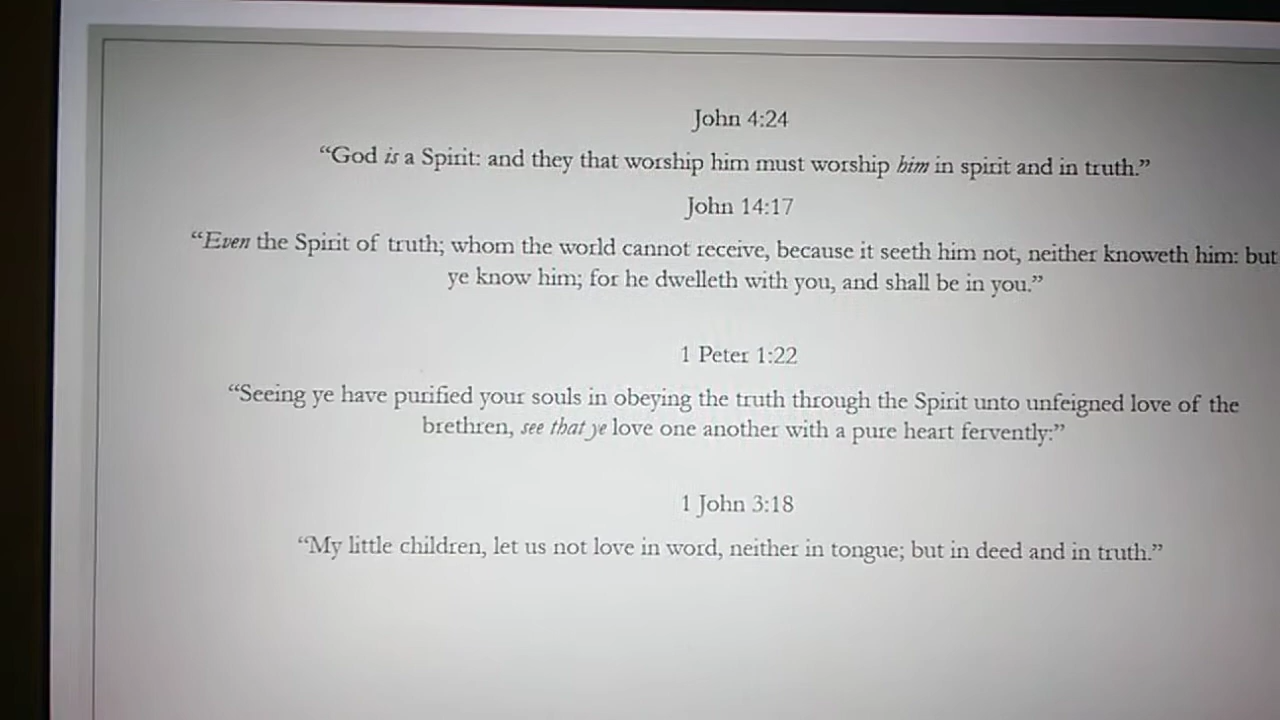 John 4:24
“God is a Spirit: and they that worship him must worship him in spirit and in truth.”
John 14:17
“Even the Spirit of truth; whom the world cannot receive, because it seeth him not, neither knoweth him: but
ye know him; for he dwelleth with you, and shall be in you.”
1 Peter 1:22
“Seeing ye have purified your souls in obeying the truth through the Spirit unto unfeigned love of the
brethren, see that ye love one another with a pure heart fervently:”
1 John 3:18
“My little children, let us not love in word, neither in tongue; but in deed and in truth.”